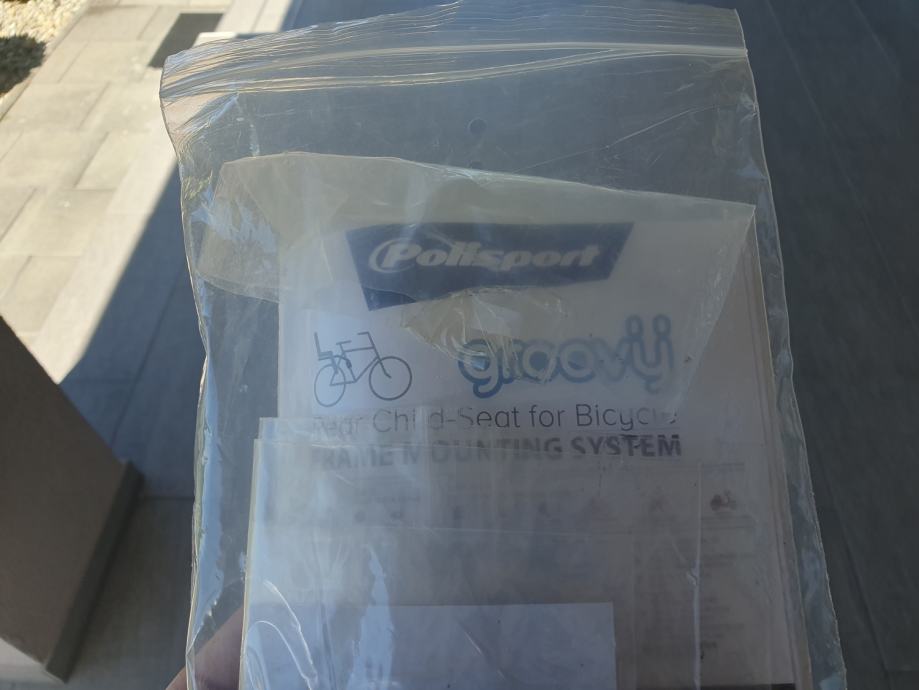 Polisport
groovy
Rear Child-Seat for Bicycle
FRAME MOUNTING SYSTEM